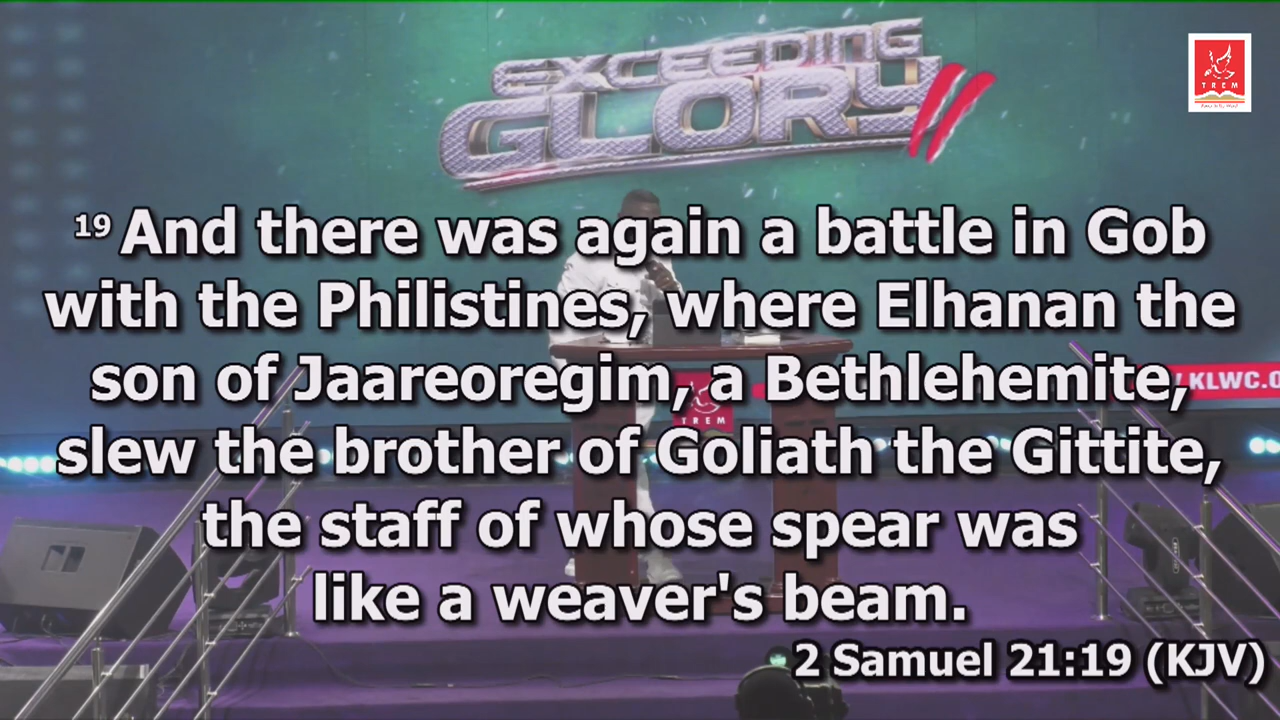 EXCEEDING
GLORY
TREM
19 And there was again a battle in Gob
with the Philistines, where Elhanan the
son of Jaareoregim, a Bethlehemite,
slew the brother of Goliath the Gittite,
the staff of whose spear was
like a weaver's beam.
2 Samuel 21:19 (KJV)
KLWC.O
TREM